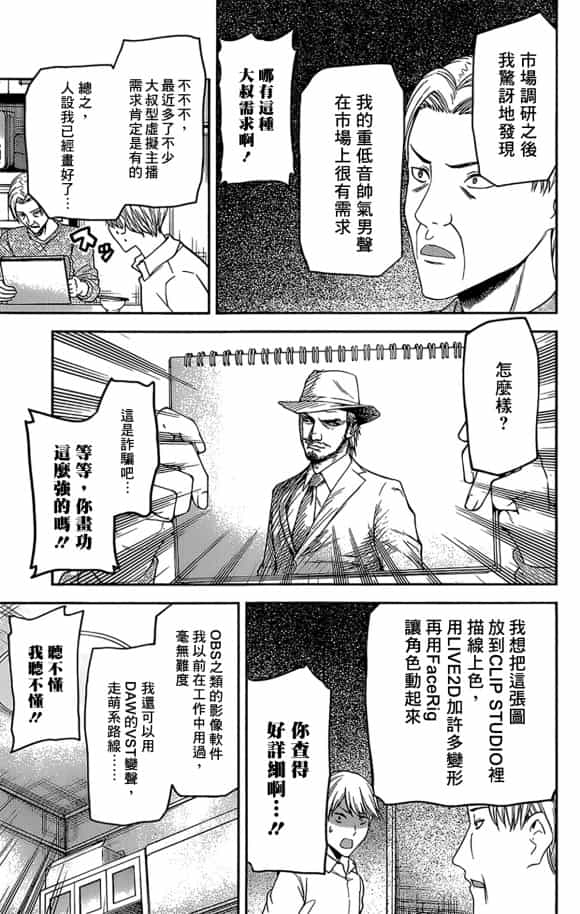 市場調研之後
我驚訝地發現
我的重低音帥氣男聲
在市場上很有需求
哪有這種
大叔需求啊！
不不不，
最近多了不少
大叔型虛擬主播
需求肯定是有的
總之，
人設我已經畫好了…
怎麼樣？
這是詐騙吧…
等等，你畫功
這麼強的嗎！！
我想把這張圖
放到CLIP STUDIO裡
描線上色，
用LIVE2D加許多變形
再用FaceRig
讓角色動起來
你查得
好詳細啊…！！
OBS之類的影像軟件
我以前在工作中用過，
毫無難度
我還可以用
DAW的VST變聲
走萌系路線……
聽不懂
我聽不懂！！